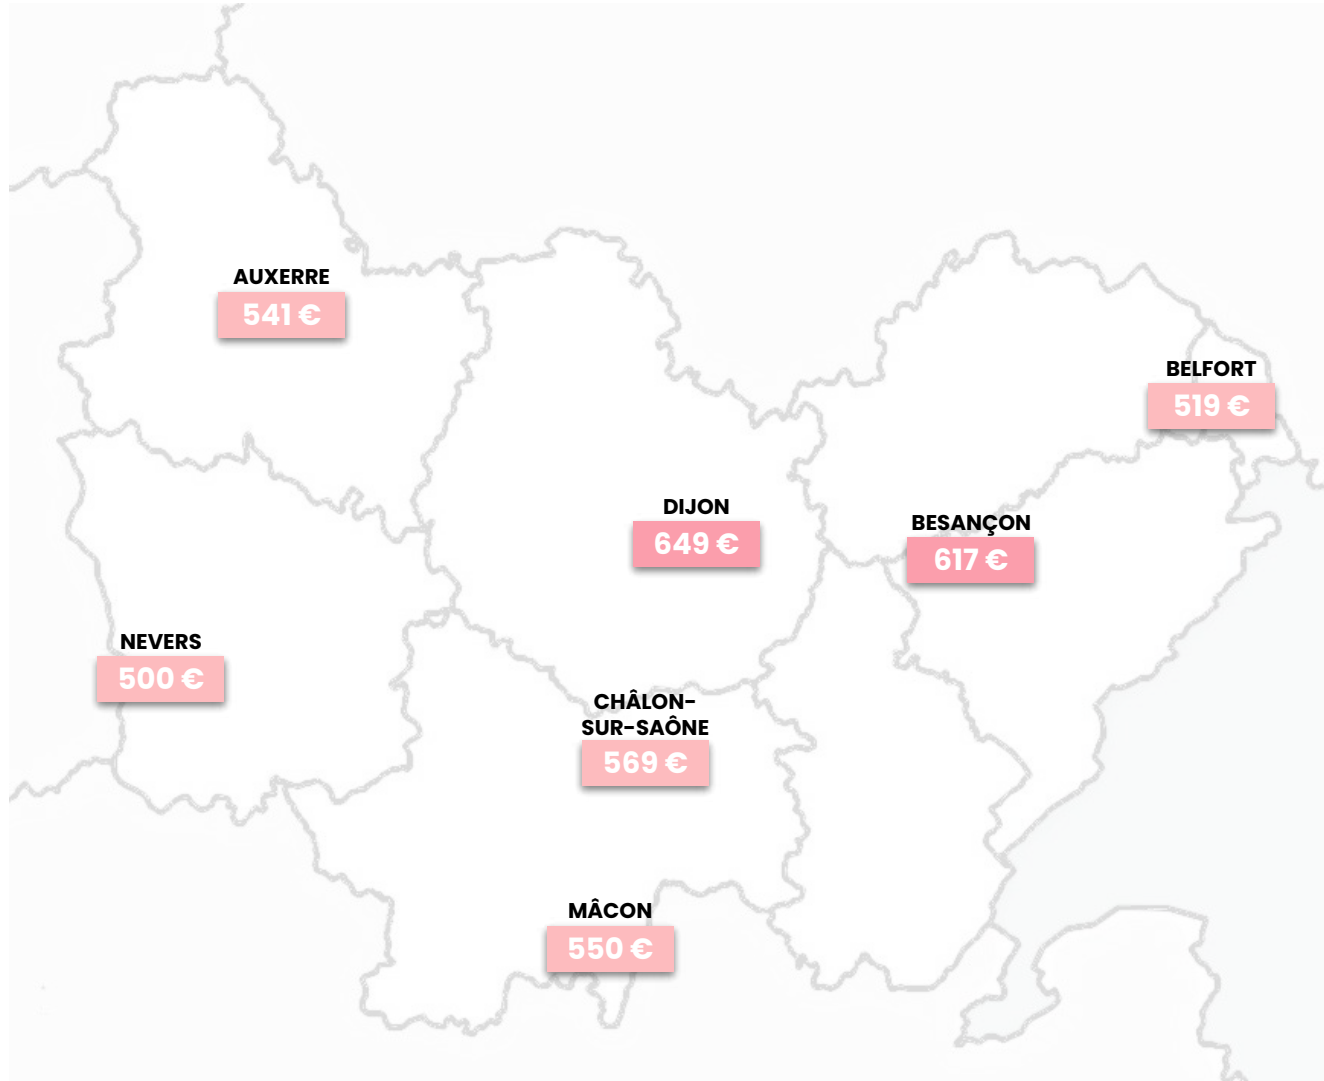 AUXERRE
541 €
BELFORT
519 €
DIJON
649 €
BESANÇON
617 €
NEVERS
500 €
CHÂLON-
SUR-SAÔNE
569 €
MÂCON
550 €